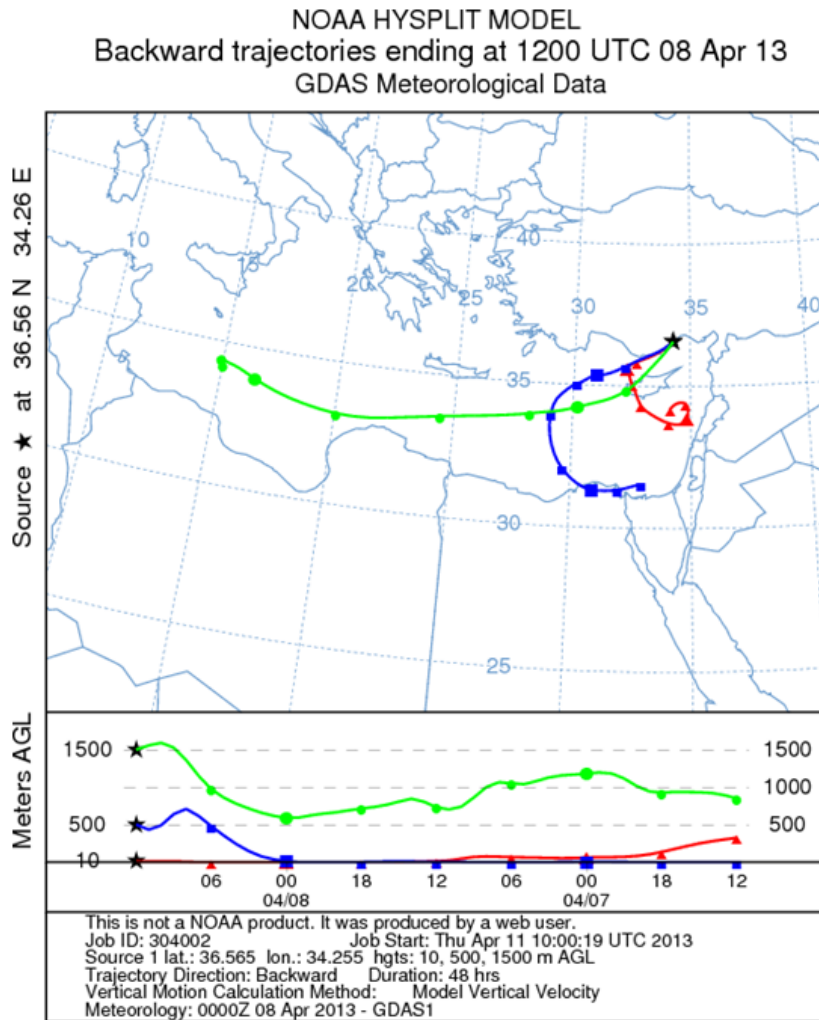 NOAA HYSPLIT MODEL
Backward trajectories ending at 1200 UTC 08 Apr 13
GDAS Meteorological Data
Source ★ at 36.56 N 34.26 E
10
15
20
25
30
35
40
40
35
30
25
Meters AGL
1500
1500
1000
500
500
10
06 00 18 12 06 00 18 12
04/08 04/07
This is not a NOAA product. It was produced by a web user.
Job ID: 304002 Job Start: Thu Apr 11 10:00:19 UTC 2013
Source 1 lat.: 36.565 lon.: 34.255 hgts: 10, 500, 1500 m AGL
Trajectory Direction: Backward Duration: 48 hrs
Vertical Motion Calculation Method: Model Vertical Velocity
Meteorology: 0000Z 08 Apr 2013 - GDAS1